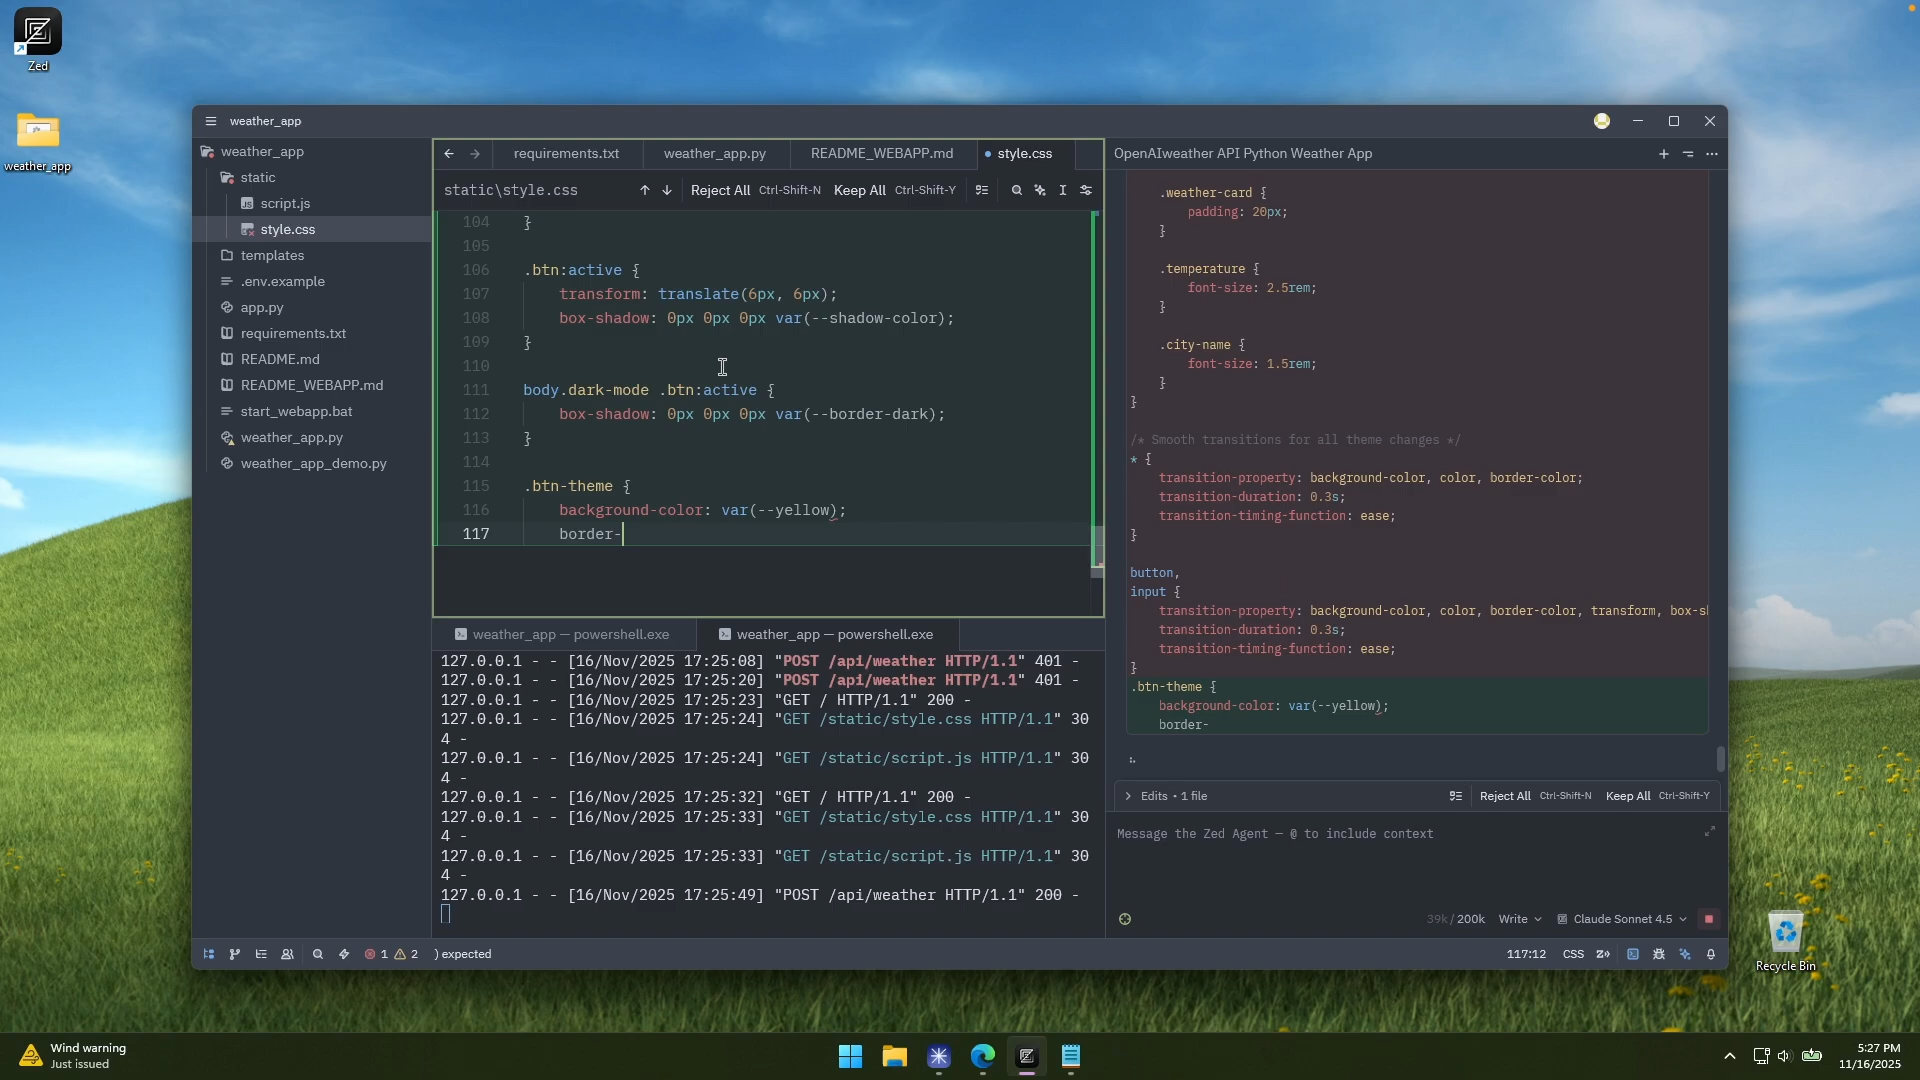 Zed
weather_app
weather_app
weather_app
static
script.js
style.css
templates
.env.example
app.py
requirements.txt
README.md
README_WEBAPP.md
start_webapp.bat
weather_app.py
weather_app_demo.py
requirements.txt
weather_app.py
README_WEBAPP.md
style.css
static\style.css
Reject All Ctrl-Shift-N Keep All Ctrl-Shift-Y
104 }
105
106 .btn:active {
107 transform: translate(6px, 6px);
108 box-shadow: 0px 0px 0px var(--shadow-color);
109 }
110
111 body.dark-mode .btn:active {
112 box-shadow: 0px 0px 0px var(--border-dark);
113 }
114
115 .btn-theme {
116 background-color: var(--yellow);
117 border-
weather_app — powershell.exe
weather_app — powershell.exe
127.0.0.1 - - [16/Nov/2025 17:25:08] "POST /api/weather HTTP/1.1" 401 -
127.0.0.1 - - [16/Nov/2025 17:25:20] "POST /api/weather HTTP/1.1" 401 -
127.0.0.1 - - [16/Nov/2025 17:25:23] "GET / HTTP/1.1" 200 -
127.0.0.1 - - [16/Nov/2025 17:25:24] "GET /static/style.css HTTP/1.1" 30
4 -
127.0.0.1 - - [16/Nov/2025 17:25:24] "GET /static/script.js HTTP/1.1" 30
4 -
127.0.0.1 - - [16/Nov/2025 17:25:32] "GET / HTTP/1.1" 200 -
127.0.0.1 - - [16/Nov/2025 17:25:33] "GET /static/style.css HTTP/1.1" 30
4 -
127.0.0.1 - - [16/Nov/2025 17:25:33] "GET /static/script.js HTTP/1.1" 30
4 -
127.0.0.1 - - [16/Nov/2025 17:25:49] "POST /api/weather HTTP/1.1" 200 -
OpenAIweather API Python Weather App
.weather-card {
padding: 20px;
}
.temperature {
font-size: 2.5rem;
}
.city-name {
font-size: 1.5rem;
}
}
/* Smooth transitions for all theme changes */
* {
transition-property: background-color, color, border-color;
transition-duration: 0.3s;
transition-timing-function: ease;
}
button,
input {
transition-property: background-color, color, border-color, transform, box-sl
transition-duration: 0.3s;
transition-timing-function: ease;
}
.btn-theme {
background-color: var(--yellow);
border-
Edits • 1 file
Reject All Ctrl-Shift-N Keep All Ctrl-Shift-Y
Message the Zed Agent — @ to include context
39k/200k Write Claude Sonnet 4.5
1 2 ) expected
117:12 CSS
Recycle Bin
Wind warning
Just issued
5:27 PM
11/16/2025